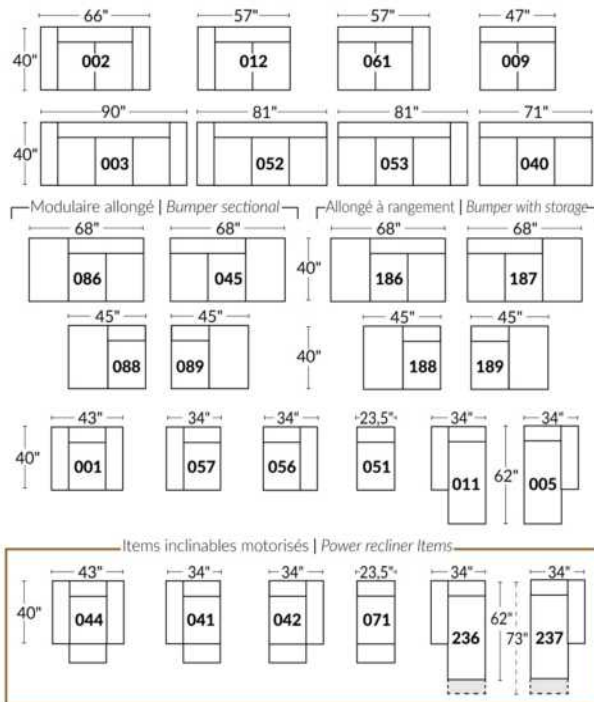 66" 57" 57" 47"
40" 002 012 061 009
90" 81" 81" 71"
40" 003 052 053 040
Modulaire allongé | Bumper sectional Allongé à rangement | Bumper with storage
68" 68" 68" 68"
086 045 40" 186 187
45" 45" 45" 45"
088 089 40" 188 189
43" 34" 34" 23,5" 34" 34"
40" 001 057 056 051 011 62" 005
Items inclinables motorisés | Power recliner Items
43" 34" 34" 23,5" 34" 34"
40" 044 041 042 071 236 62" 73" 237